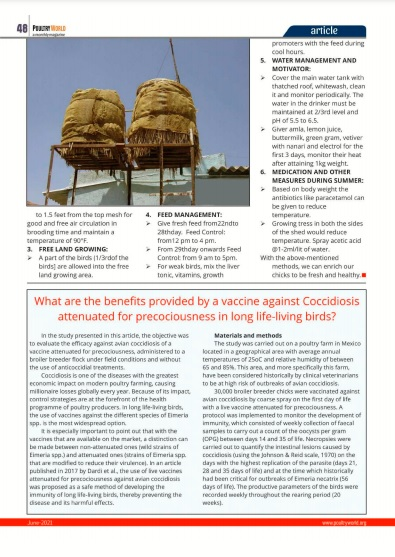 48 POULTRY WORLD
a monthly magazine
article
to 1.5 feet from the top mesh for
good and free air circulation in
brooding time and maintain a
temperature of 90°F.
3. FREE LAND GROWING:
➢ A part of the birds (1/3rdof the
birds) are allowed into the free
land growing area.
4. FEED MANAGEMENT:
➢ Give fresh feed from22ndto
28thday. Feed Control:
from12 pm to 4 pm.
➢ From 29thday onwards Feed
Control: from 9 am to 5pm.
➢ For weak birds, mix the liver
tonic, vitamins, growth
promoters with the feed during
cool hours.
5. WATER MANAGEMENT AND
MOTIVATOR:
➢ Cover the main water tank with
thatched roof, whitewash, clean
it and monitor periodically. The
water in the drinker must be
maintained at 2/3rd level and
pH of 5.5 to 6.5.
➢ Giver amla, lemon juice,
buttermilk, green gram, vetiver
with nanari and electrol for the
first 3 days, monitor their heat
after attaining 1kg weight.
6. MEDICATION AND OTHER
MEASURES DURING SUMMER:
➢ Based on body weight the
antibiotics like paracetamol can
be given to reduce
temperature.
➢ Growing tress in both the sides
of the shed would reduce
temperature. Spray acetic acid
@1-2ml/lit of water.
With the above-mentioned
methods, we can enrich our
chicks to be fresh and healthy.
What are the benefits provided by a vaccine against Coccidiosis
attenuated for precociousness in long life-living birds?
In the study presented in this article, the objective was
to evaluate the efficacy against avian coccidiosis of a
vaccine attenuated for precociousness, administered to a
broiler breeder flock under field conditions and without
the use of anticoccidial treatments.
Coccidiosis is one of the diseases with the greatest
economic impact on modern poultry farming, causing
millionaire losses globally every year. Because of its impact,
control strategies are at the forefront of the health
programme of poultry producers. In long life-living birds,
the use of vaccines against the different species of Eimeria
spp. is the most widespread option.
It is especially important to point out that with the
vaccines that are available on the market, a distinction can
be made between non-attenuated ones (wild strains of
Eimeria spp.) and attenuated ones (strains of Eimeria spp.
that are modified to reduce their virulence). In an article
published in 2017 by Dardi et al., the use of live vaccines
attenuated for precociousness against avian coccidiosis
was proposed as a safe method of developing the
immunity of long life-living birds, thereby preventing the
disease and its harmful effects.
Materials and methods
The study was carried out on a poultry farm in Mexico
located in a geographical area with average annual
temperatures of 25oC and relative humidity of between
65 and 85%. This area, and more specifically this farm,
have been considered historically by clinical veterinarians
to be at high risk of outbreaks of avian coccidiosis.
30,000 broiler breeder chicks were vaccinated against
avian coccidiosis by coarse spray on the first day of life
with a live vaccine attenuated for precociousness. A
protocol was implemented to monitor the development of
immunity, which consisted of weekly collection of faecal
samples to carry out a count of the oocysts per gram
(OPG) between days 14 and 35 of life. Necropsies were
carried out to quantify the intestinal lesions caused by
coccidiosis (using the Johnson & Reid scale, 1970) on the
days with the highest replication of the parasite (days 21,
28 and 35 days of life) and at the time which historically
had been critical for outbreaks of Eimeria necatrix (56
days of life). The productive parameters of the birds were
recorded weekly throughout the rearing period (20
weeks).
June-2021
www.poultryworld.org